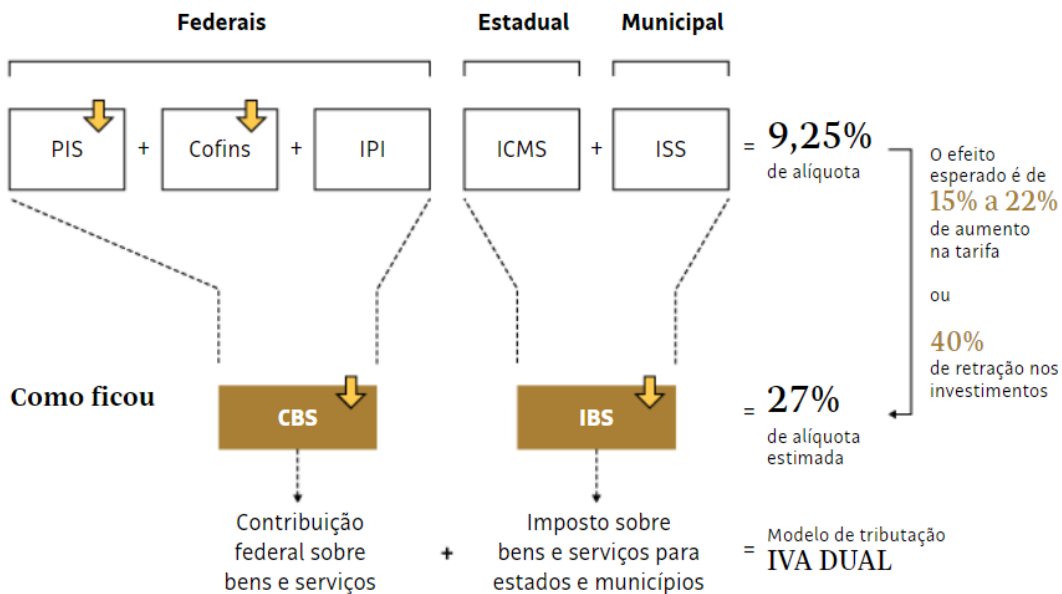 Federais
Estadual
Municipal
PIS + Cofins + IPI
ICMS + ISS = 9,25%
de alíquota
O efeito
esperado é de
15% a 22%
de aumento
na tarifa
ou
40%
de retração nos
investimentos
Como ficou
CBS
IBS
= 27%
de alíquota
estimada
Contribuição
federal sobre
bens e serviços
+
Imposto sobre
bens e serviços para
estados e municípios
=
Modelo de tributação
IVA DUAL